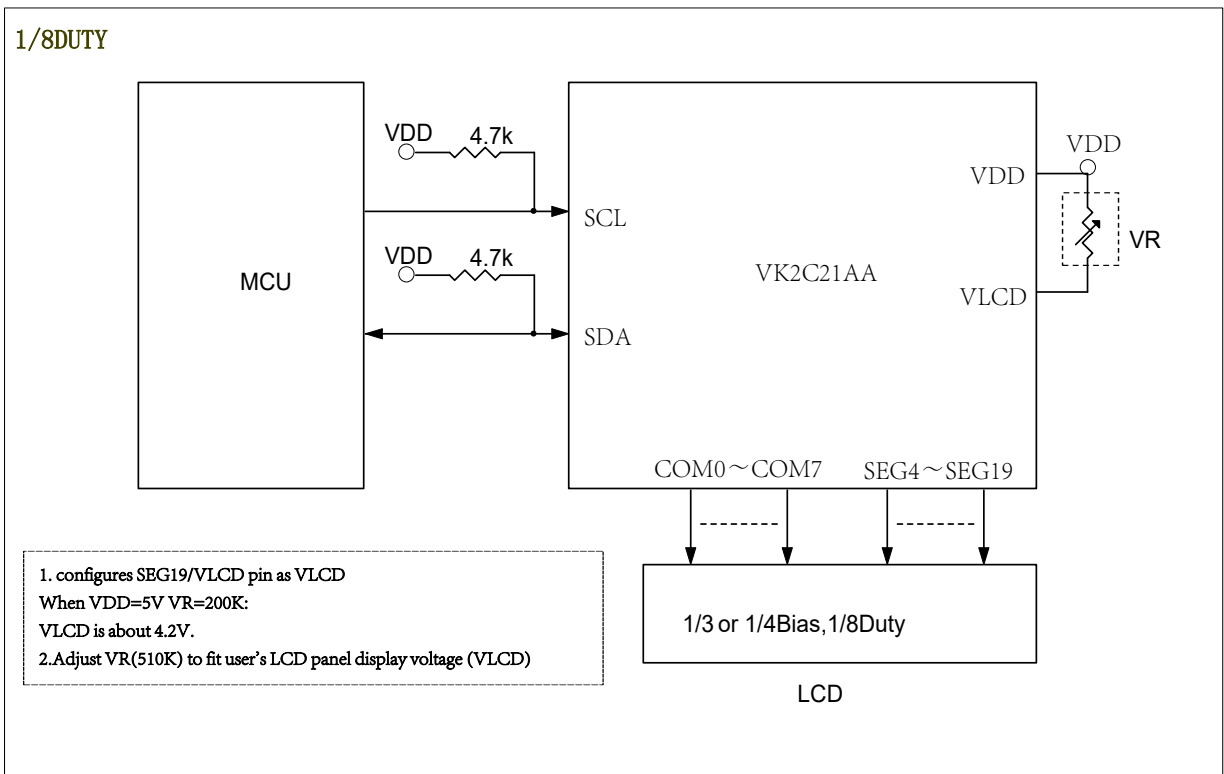 1/8DUTY
VDD 4.7k
VDD
VDD
SCL
VDD 4.7k
VR
MCU
VK2C21AA
VLCD
SDA
COM0～COM7 SEG4～SEG19
1. configures SEG19/VLCD pin as VLCD
When VDD=5V VR=200K:
VLCD is about 4.2V.
2.Adjust VR(510K) to fit user's LCD panel display voltage (VLCD)
1/3 or 1/4Bias,1/8Duty
LCD